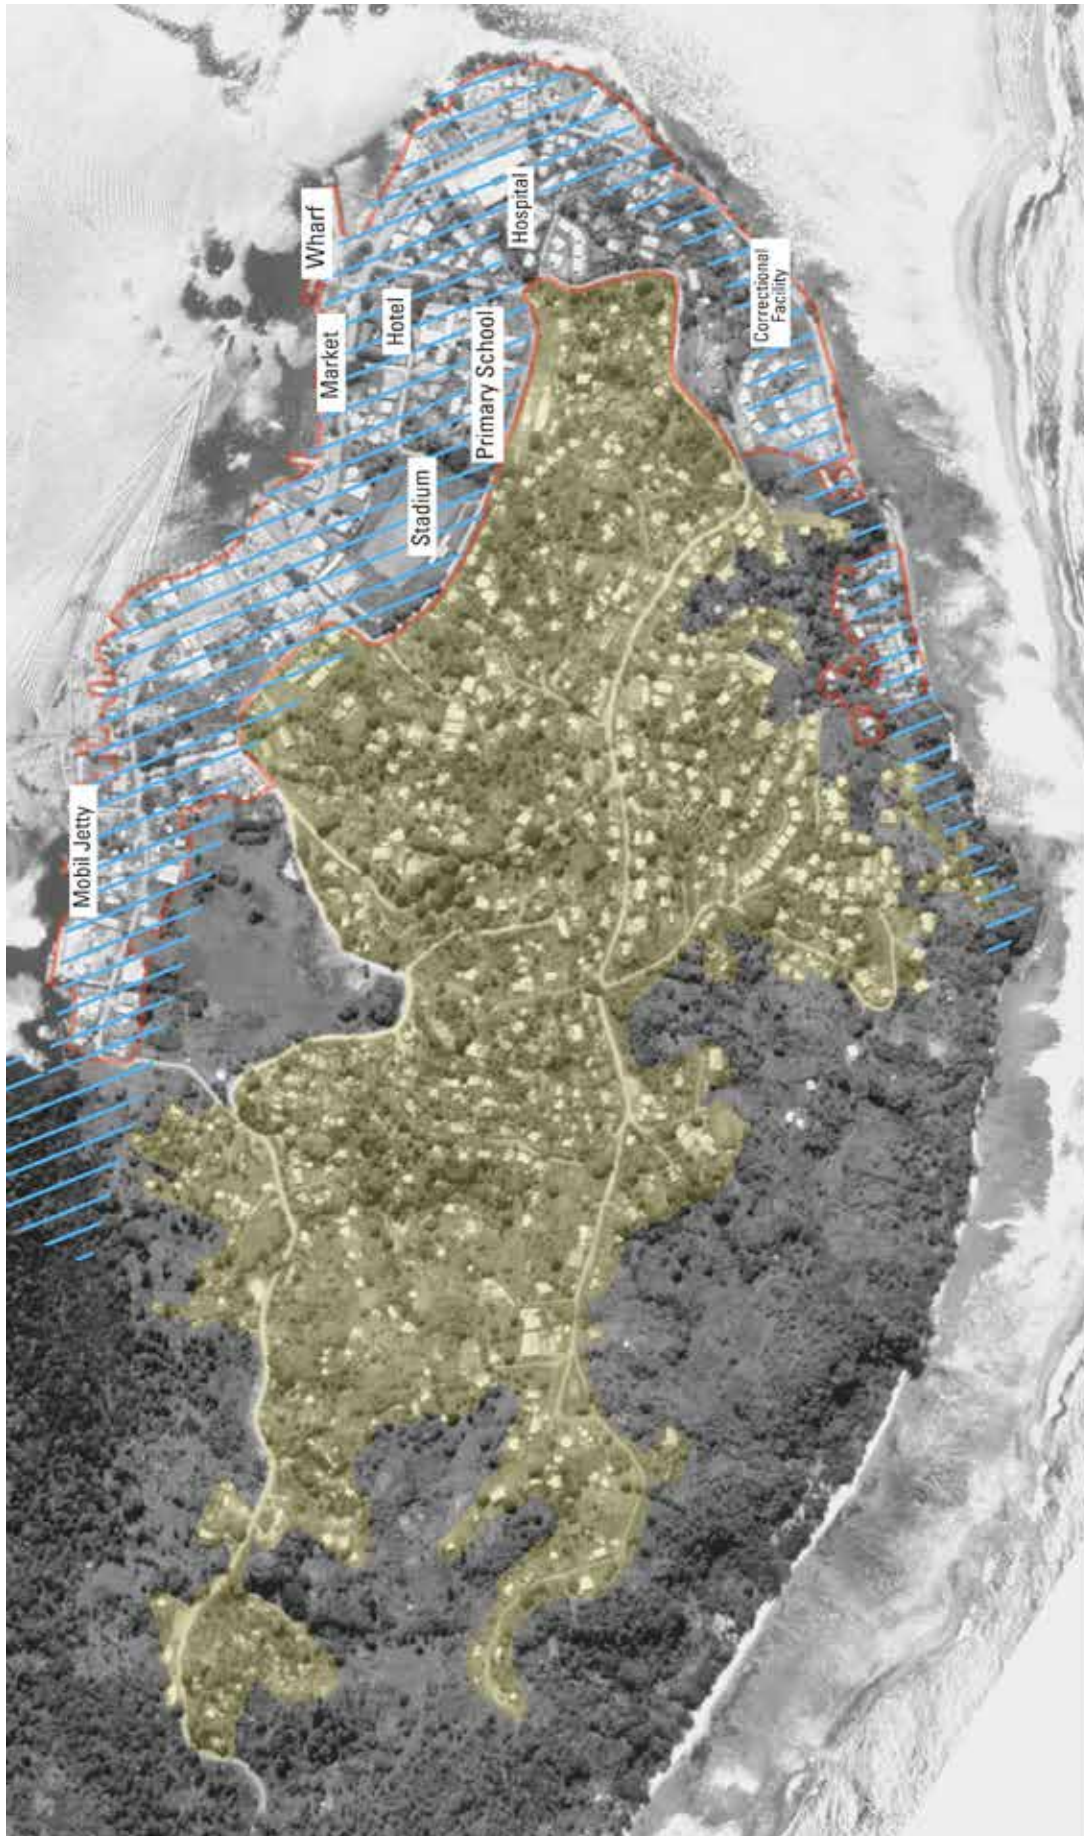 Mobil Jetty
Stadium
Market
Wharf
Hotel
Primary School
Hospital
Correctional
Facility